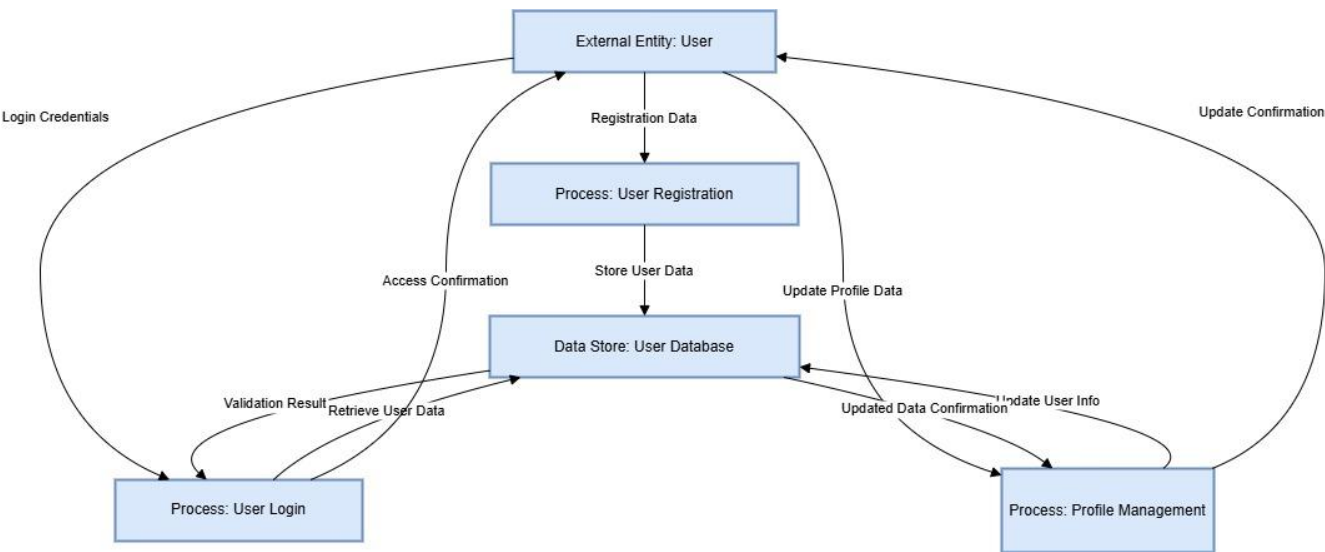 External Entity: User
Login Credentials
Registration Data
Update Confirmation
Process: User Registration
Store User Data
Access Confirmation
Update Profile Data
Data Store: User Database
Validation Result
Retrieve User Data
Updated Data Confirmation
Update User Info
Process: User Login
Process: Profile Management